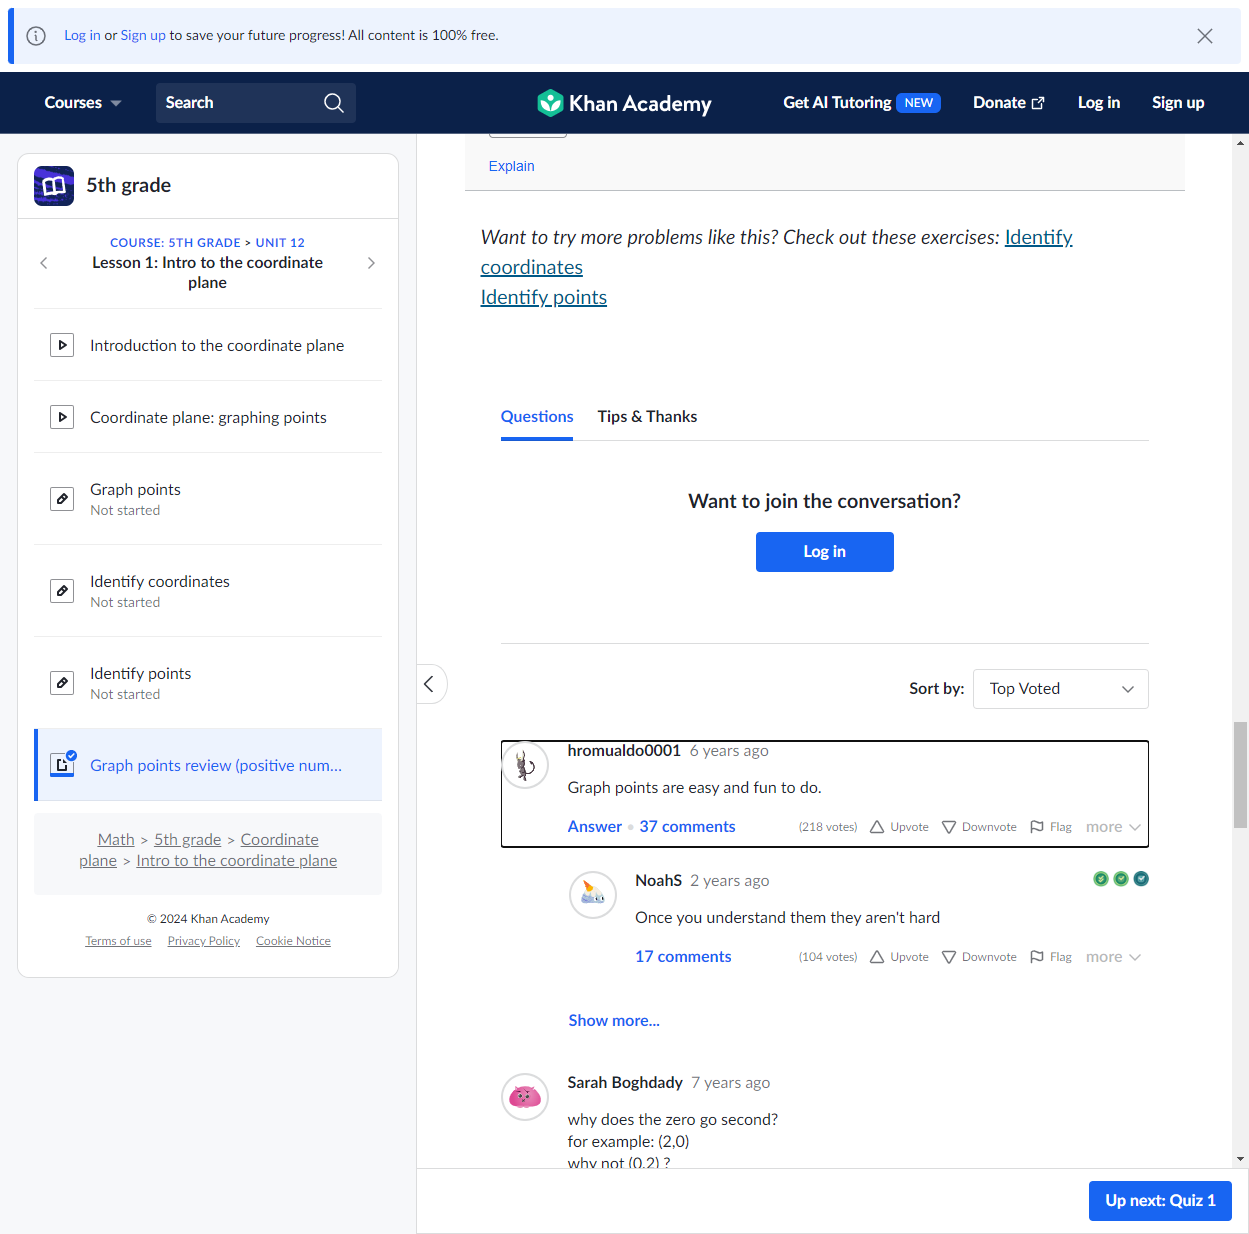 Log in or Sign up to save your future progress! All content is 100% free.
Courses
Search
Khan Academy
Get AI Tutoring NEW
Donate
Log in
Sign up
5th grade
COURSE: 5TH GRADE > UNIT 12
Lesson 1: Intro to the coordinate
plane
Introduction to the coordinate plane
Coordinate plane: graphing points
Graph points
Not started
Identify coordinates
Not started
Identify points
Not started
Graph points review (positive num...
Math > 5th grade > Coordinate
plane > Intro to the coordinate plane
© 2024 Khan Academy
Terms of use Privacy Policy Cookie Notice
Explain
Want to try more problems like this? Check out these exercises: Identify
coordinates
Identify points
Questions Tips & Thanks
Want to join the conversation?
Log in
Sort by: Top Voted
hromualdo0001 6 years ago
Graph points are easy and fun to do.
Answer • 37 comments (218 votes) Upvote Downvote Flag more
NoahS 2 years ago
Once you understand them they aren't hard
17 comments (104 votes) Upvote Downvote Flag more
Show more...
Sarah Boghdady 7 years ago
why does the zero go second?
for example: (2,0)
why not (0,2) ?
Up next: Quiz 1